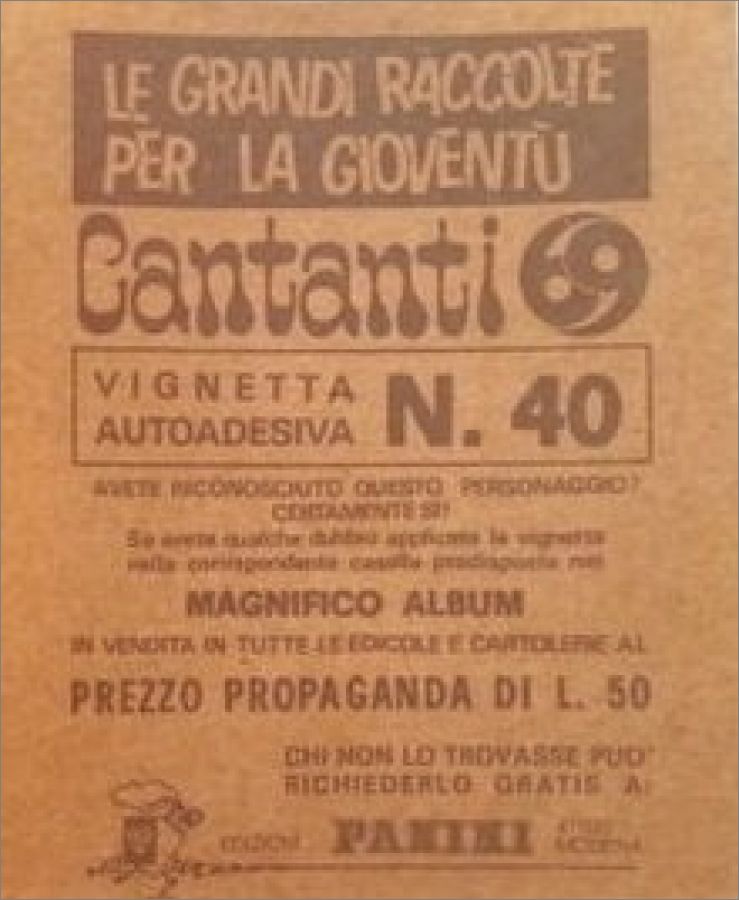 LE GRANDI RACCOLTE
PER LA GIOVENTÙ
Cantanti 69
VIGNETTA
AUTOADESIVA
N. 40
AVETE RICONOSCIUTO QUESTO PERSONAGGIO?
CERTAMENTE SI!
Se avete qualche dubbio applicate la vignetta
nella corrispondente casella predisposta nel
MAGNIFICO ALBUM
IN VENDITA IN TUTTE LE EDICOLE E CARTOLERIE AL
PREZZO PROPAGANDA DI L. 50
CHI NON LO TROVASSE PUO'
RICHIEDERLO GRATIS A:
EDIZIONI PANINI 41100
MODENA